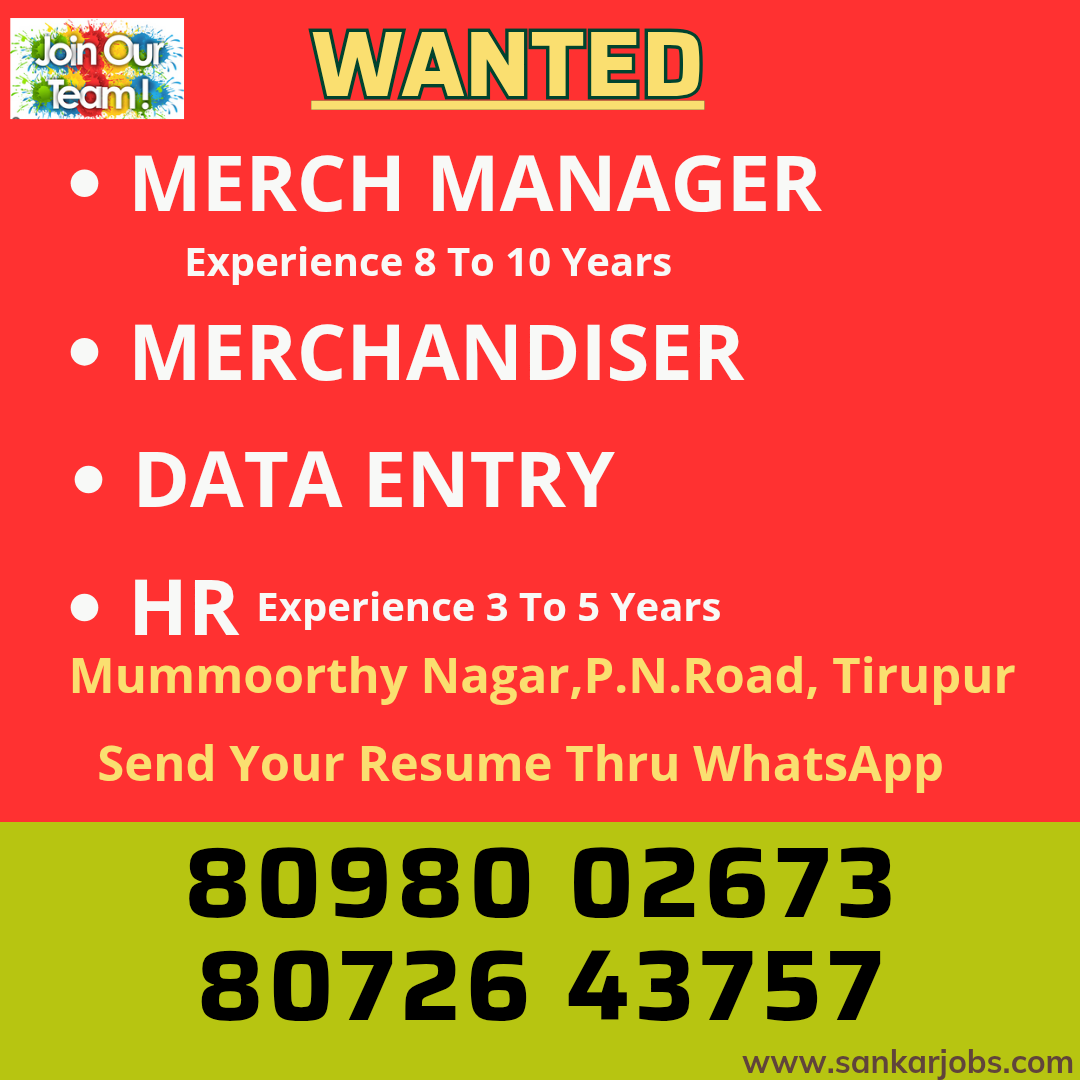 Join Our
Team !
WANTED
• MERCH MANAGER
Experience 8 To 10 Years
• MERCHANDISER
• DATA ENTRY
• HR Experience 3 To 5 Years
Mummoorthy Nagar,P.N.Road, Tirupur
Send Your Resume Thru WhatsApp
80980 02673
80726 43757
www.sankarjobs.com